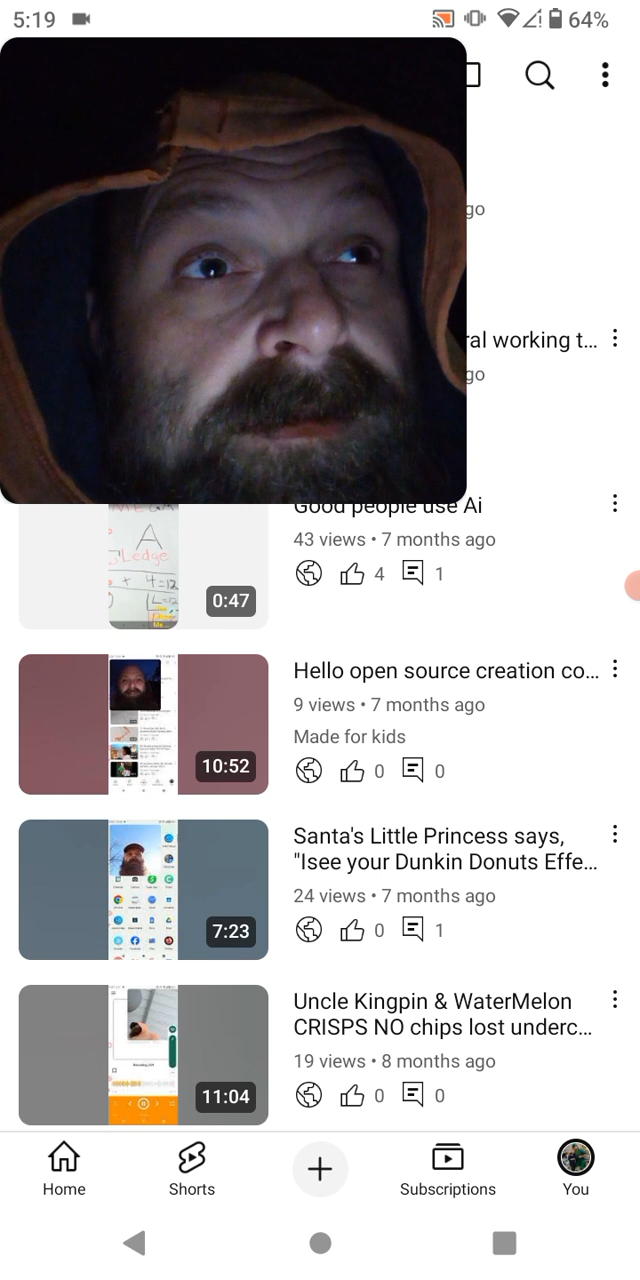 5:19
64%
go
ral working t...
go
Good people use Ai
43 views • 7 months ago
4
1
A
Ledge
+ 4=12
0:47
Hello open source creation co...
9 views • 7 months ago
Made for kids
0
0
10:52
Santa's Little Princess says,
"Isee your Dunkin Donuts Effe...
24 views • 7 months ago
0
1
7:23
Uncle Kingpin & WaterMelon
CRISPS NO chips lost underc...
19 views • 8 months ago
0
0
11:04
Home
Shorts
Subscriptions
You